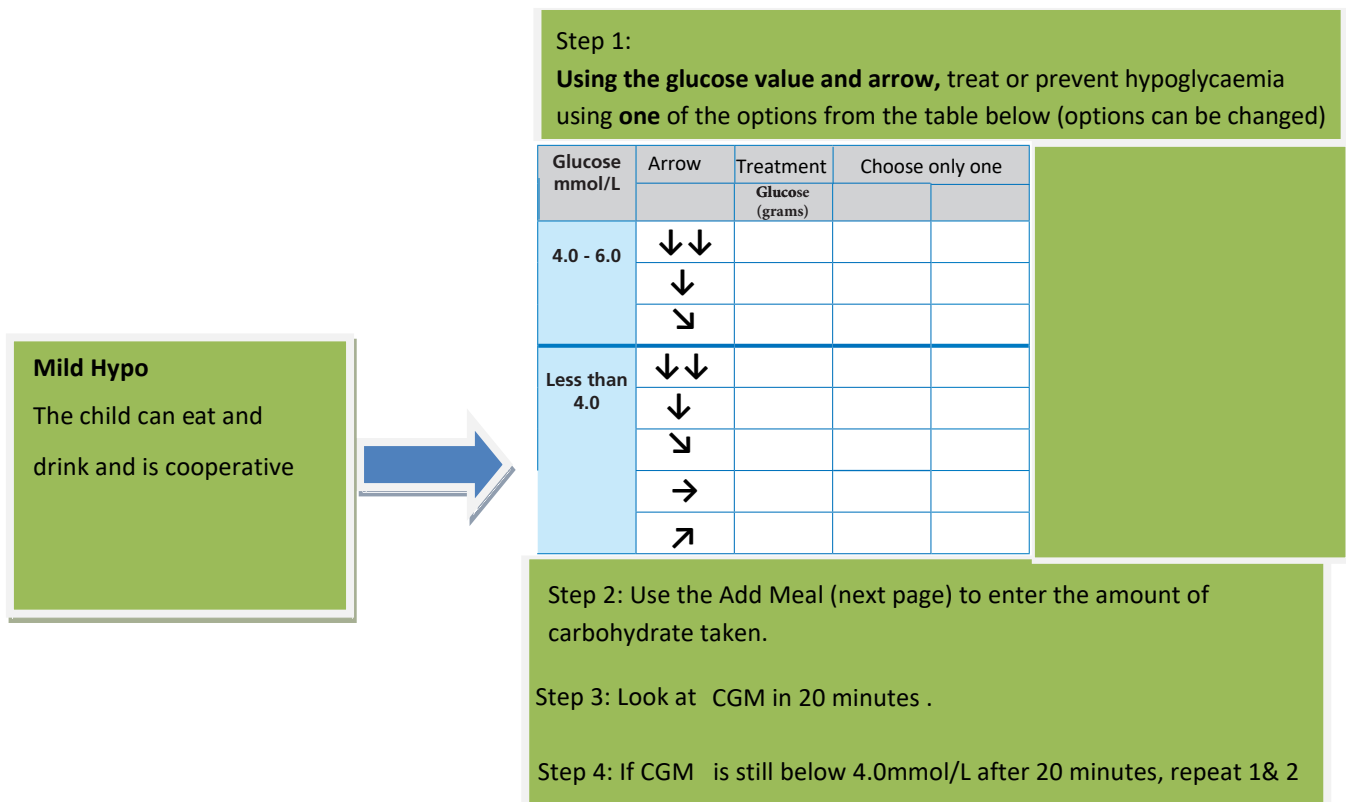 Step 1:
Using the glucose value and arrow, treat or prevent hypoglycaemia
using one of the options from the table below (options can be changed)
Glucose mmol/L Arrow Treatment Choose only one
Glucose (grams)
4.0 - 6.0 ↓↓
↓
↘
Less than 4.0 ↓↓
↓
↘
→
↗
Mild Hypo
The child can eat and
drink and is cooperative
Step 2: Use the Add Meal (next page) to enter the amount of
carbohydrate taken.
Step 3: Look at CGM in 20 minutes .
Step 4: If CGM is still below 4.0mmol/L after 20 minutes, repeat 1& 2